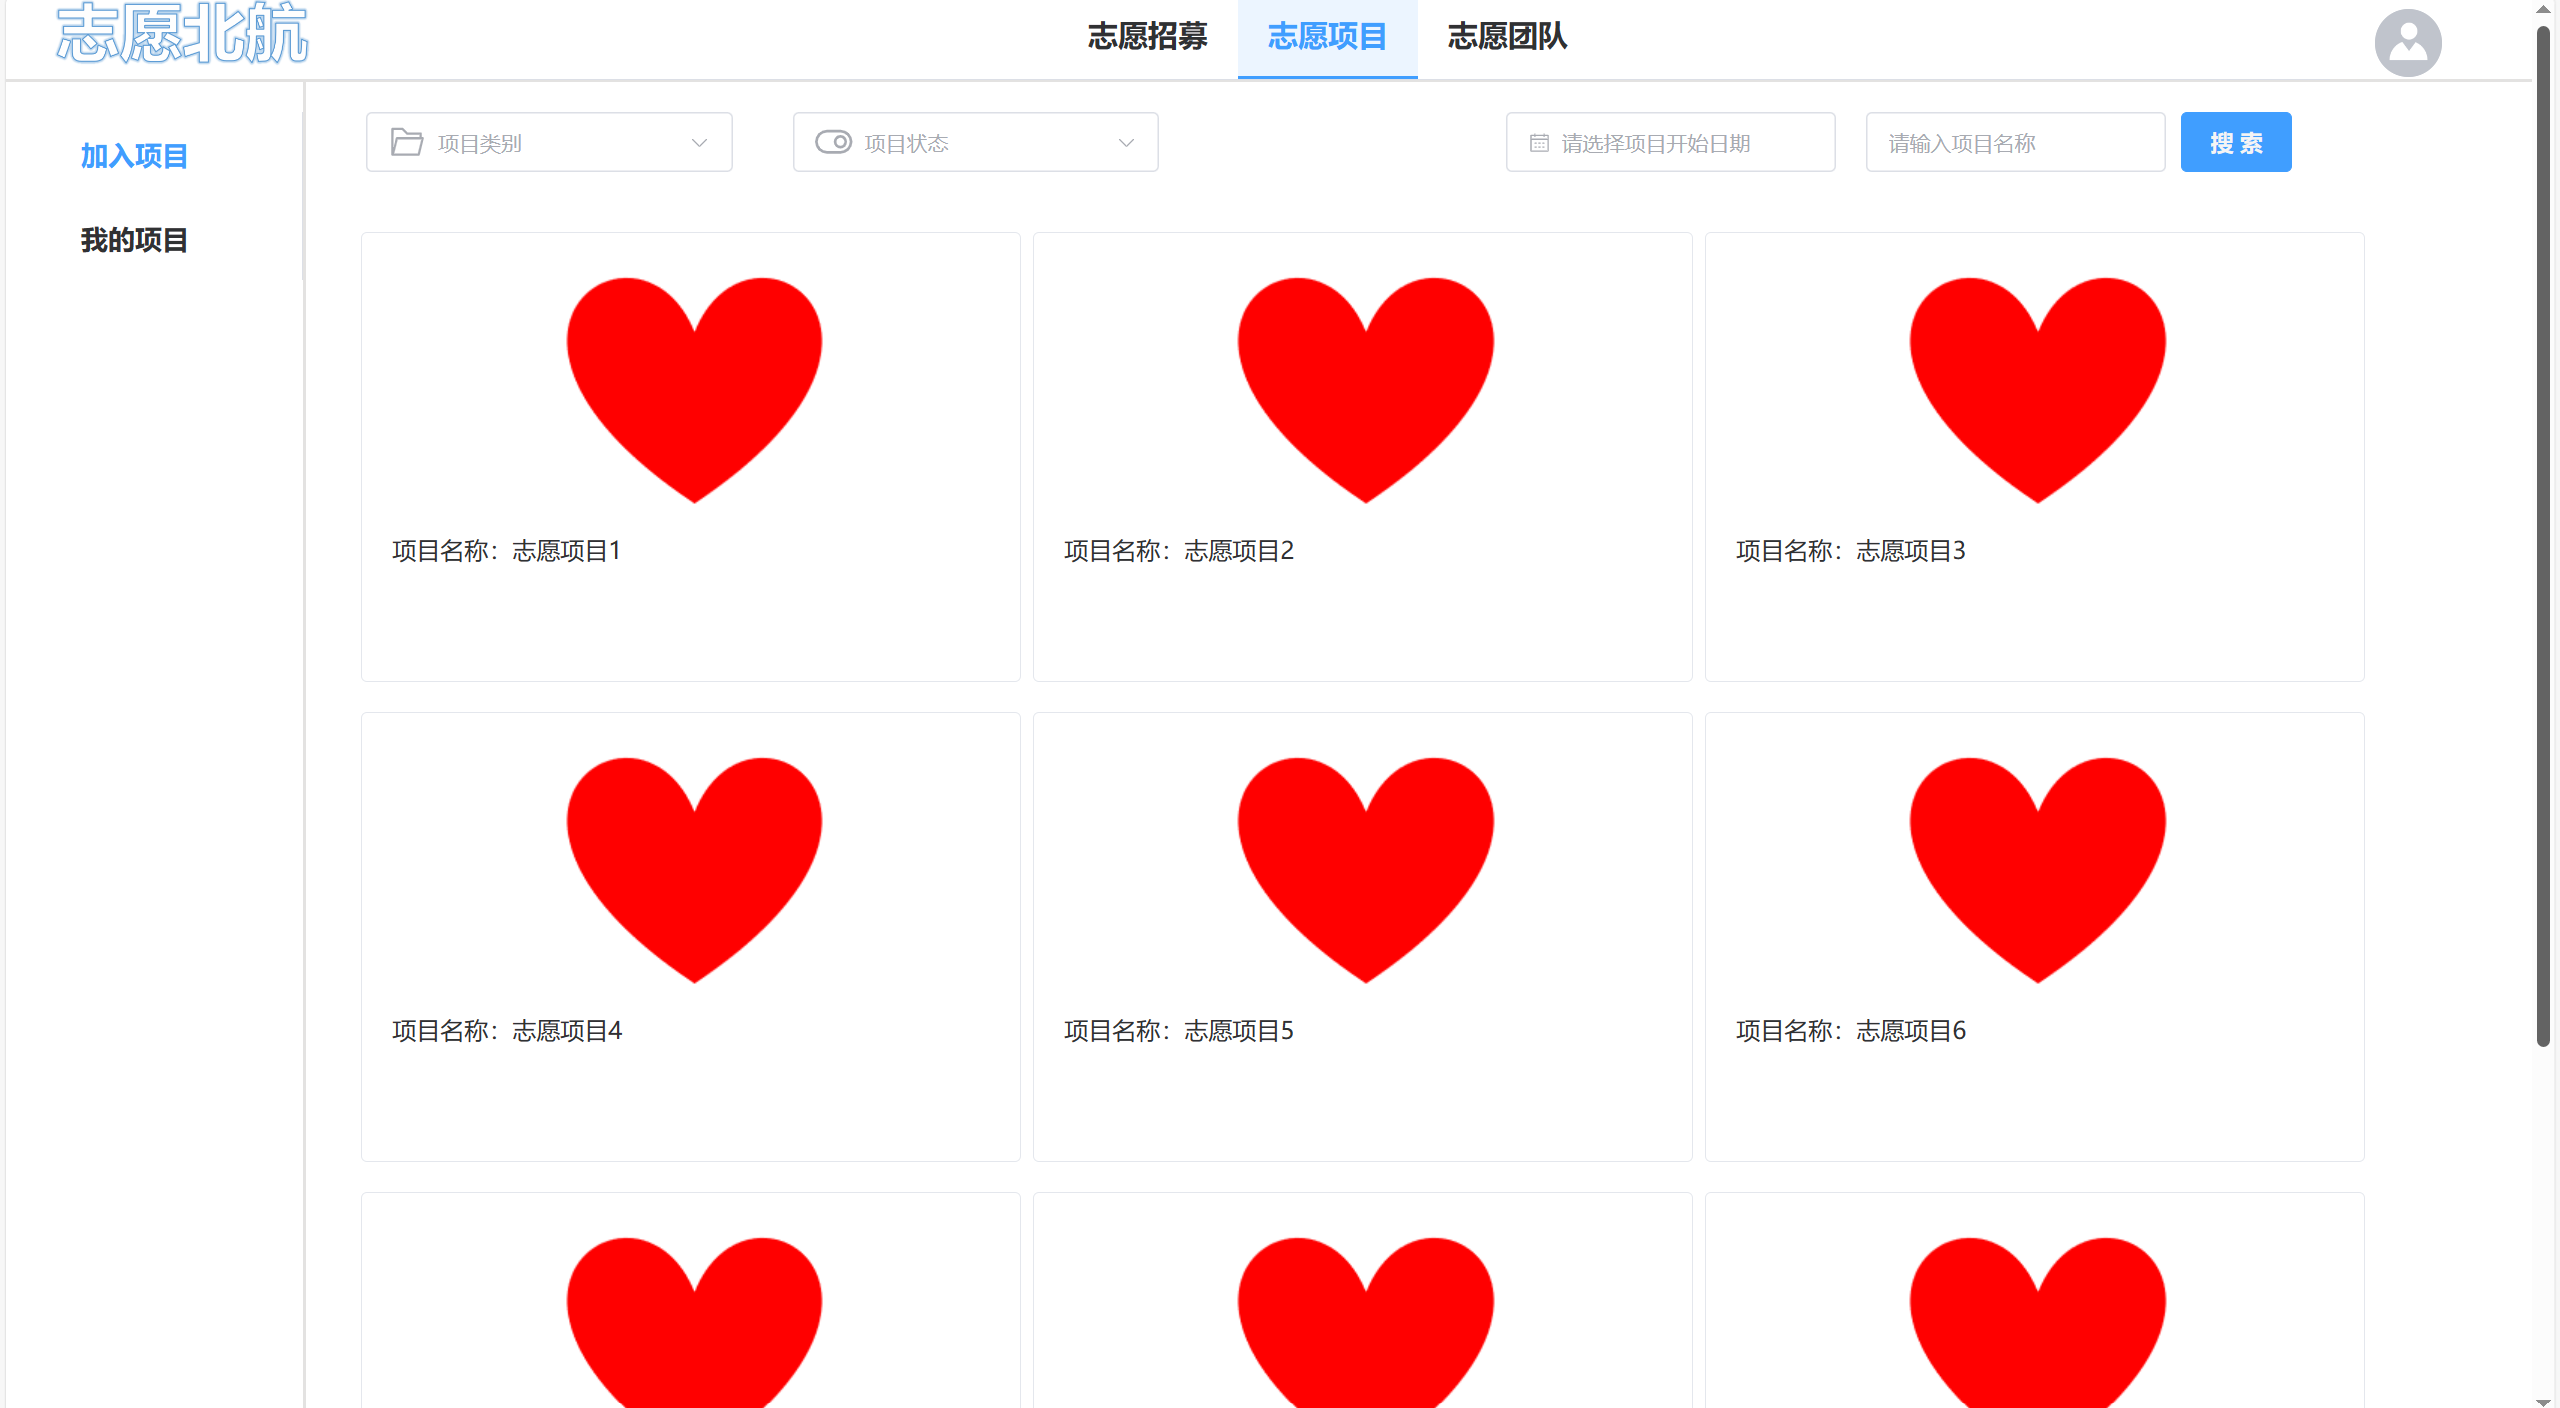 志愿北航
志愿招募 志愿项目 志愿团队
加入项目
我的项目
项目类别 项目状态 请选择项目开始日期 请输入项目名称 搜 索
项目名称：志愿项目1 项目名称：志愿项目2 项目名称：志愿项目3
项目名称：志愿项目4 项目名称：志愿项目5 项目名称：志愿项目6